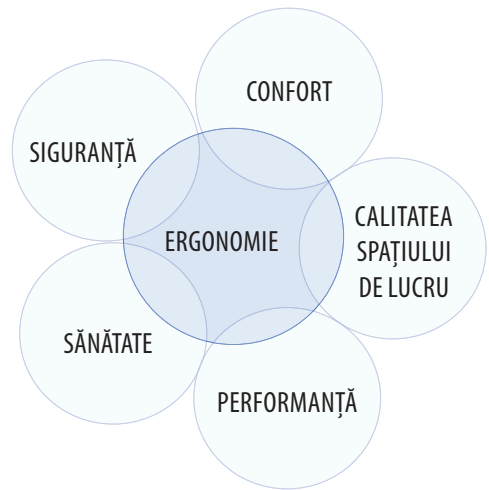 CONFORT
SIGURANȚĂ
CALITATEA
SPAȚIULUI
DE LUCRU
ERGONOMIE
SĂNĂTATE
PERFORMANȚĂ